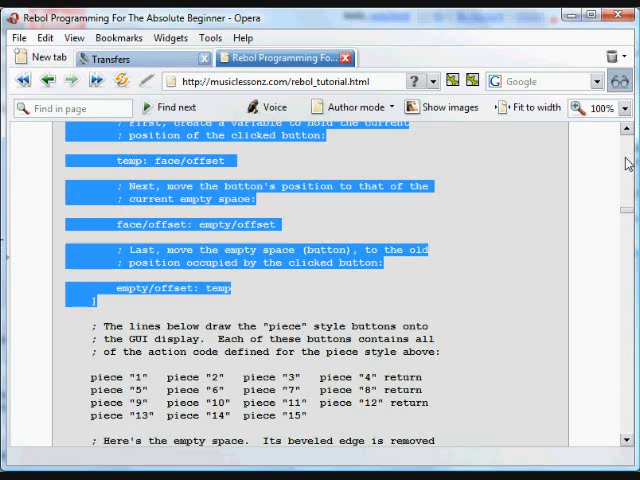 Rebol Programming For The Absolute Beginner - Opera
File Edit View Bookmarks Widgets Tools Help
New tab Transfers Rebol Programming Fo...
http://musiclessonz.com/rebol_tutorial.html ? Google
Find in page Find next Voice Author mode Show images Fit to width 100%
; First, create a variable to hold the current
; position of the clicked button:
temp: face/offset
; Next, move the button's position to that of the
; current empty space:
face/offset: empty/offset
; Last, move the empty space (button), to the old
; position occupied by the clicked button:
empty/offset: temp
]
; The lines below draw the "piece" style buttons onto
; the GUI display.  Each of these buttons contains all
; of the action code defined for the piece style above:
piece "1"   piece "2"   piece "3"   piece "4" return
piece "5"   piece "6"   piece "7"   piece "8" return
piece "9"   piece "10"  piece "11"  piece "12" return
piece "13"  piece "14"  piece "15"
; Here's the empty space.  Its beveled edge is removed